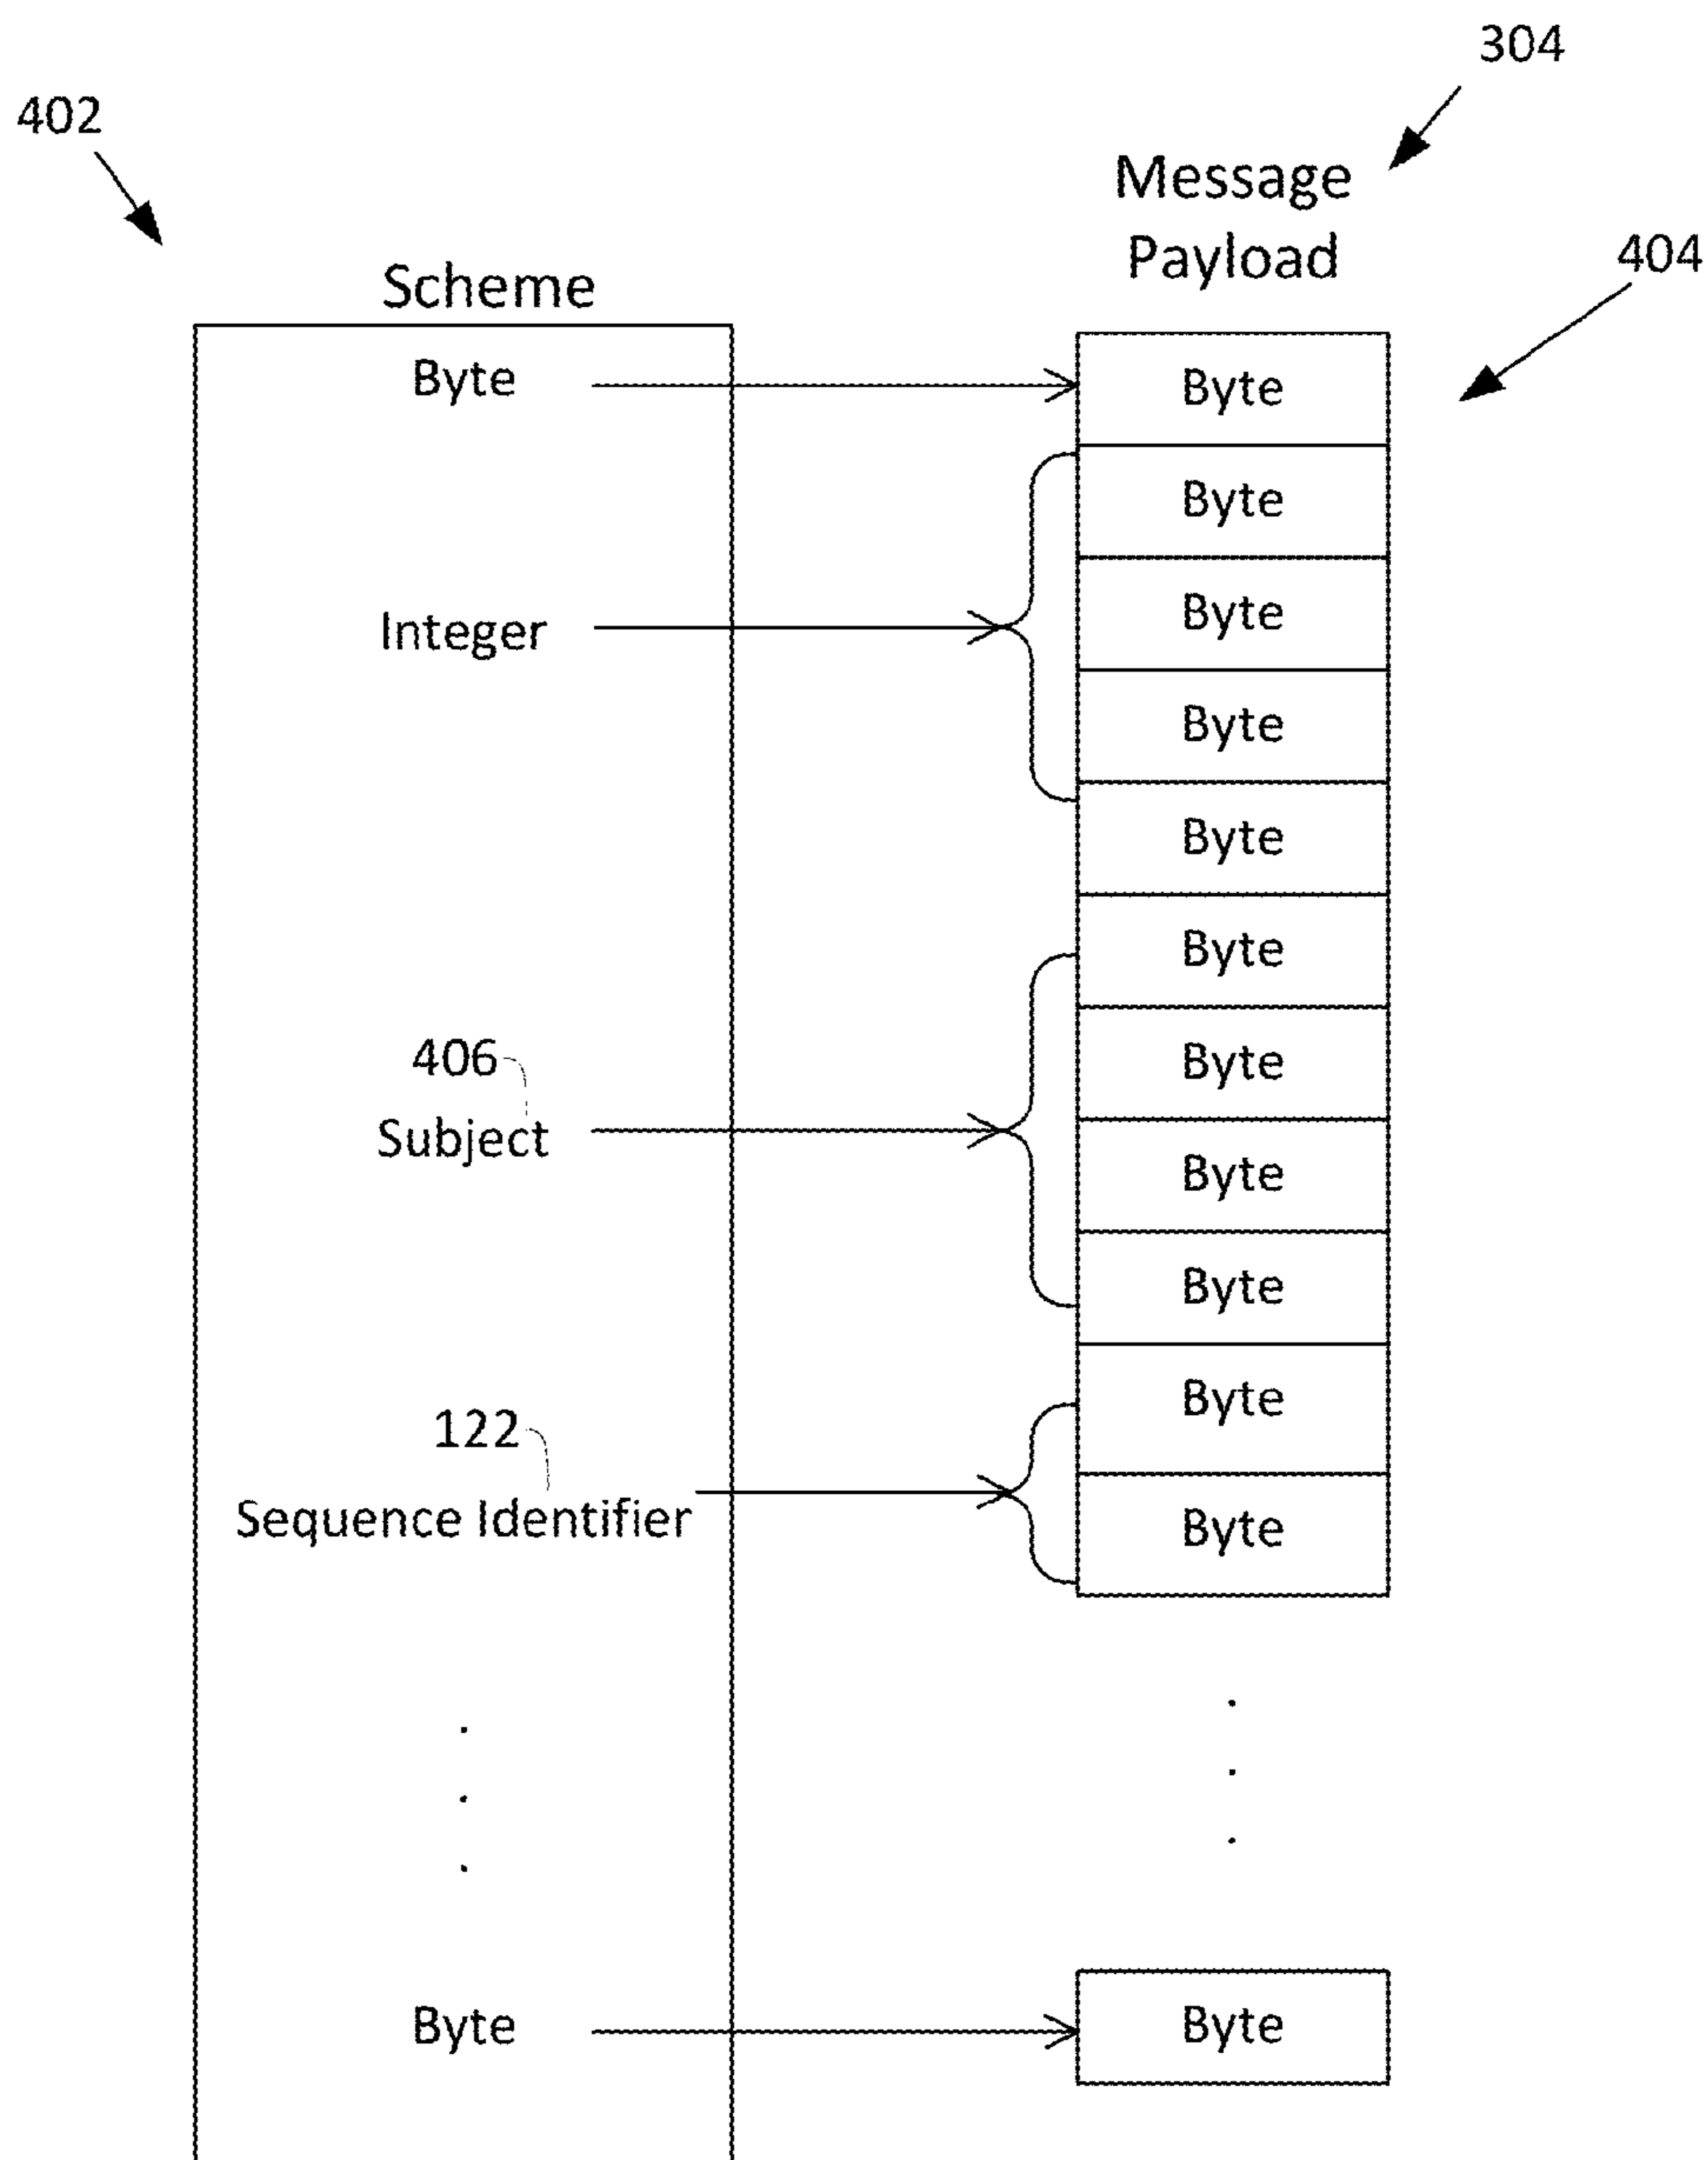 304
402
Message
Payload
404
Scheme
Byte
Byte
Byte
Byte
Integer
Byte
Byte
Byte
406
Byte
Subject
Byte
Byte
Byte
122
Sequence Identifier
Byte
.
.
.
.
.
.
Byte
Byte